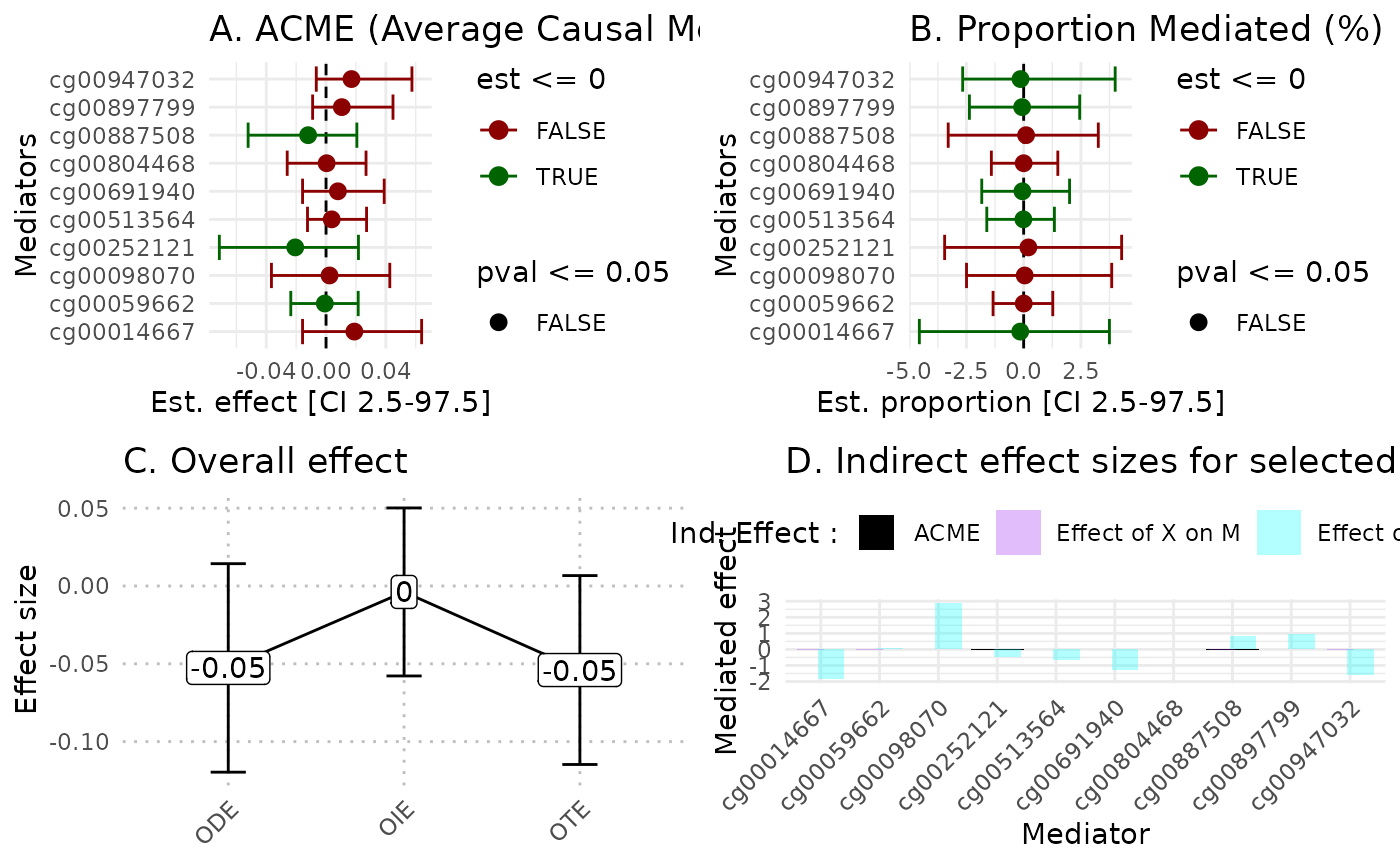 A. ACME (Average Causal Me
Mediators
cg00947032
cg00897799
cg00887508
cg00804468
cg00691940
cg00513564
cg00252121
cg00098070
cg00059662
cg00014667
-0.04 0.00 0.04
Est. effect [CI 2.5-97.5]
est <= 0
FALSE
TRUE
pval <= 0.05
FALSE
B. Proportion Mediated (%)
Mediators
cg00947032
cg00897799
cg00887508
cg00804468
cg00691940
cg00513564
cg00252121
cg00098070
cg00059662
cg00014667
-5.0 -2.5 0.0 2.5
Est. proportion [CI 2.5-97.5]
est <= 0
FALSE
TRUE
pval <= 0.05
FALSE
C. Overall effect
Effect size
0.05
0.00
-0.05
-0.10
-0.05
0
-0.05
ODE
OIE
OTE
D. Indirect effect sizes for selected
Ind. Effect :
ACME
Effect of X on M
Effect o
Mediated effect
3
2
1
0
-1
-2
cg00014667
cg00059662
cg00098070
cg00252121
cg00513564
cg00691940
cg00804468
cg00887508
cg00897799
cg00947032
Mediator